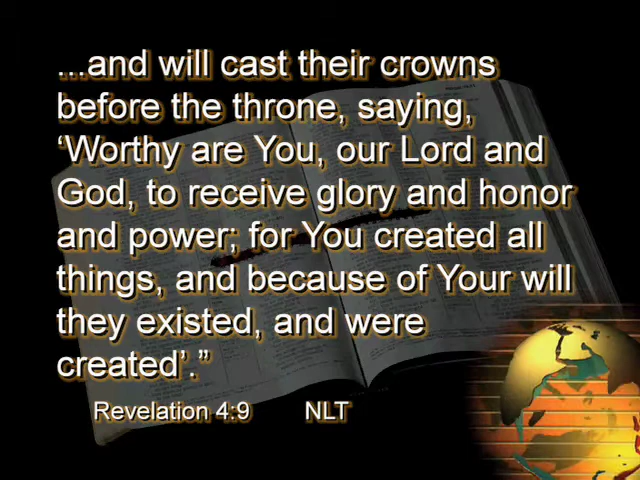 ...and will cast their crowns
before the throne, saying,
‘Worthy are You, our Lord and
God, to receive glory and honor
and power; for You created all
things, and because of Your will
they existed, and were
created’.”
Revelation 4:9 NLT